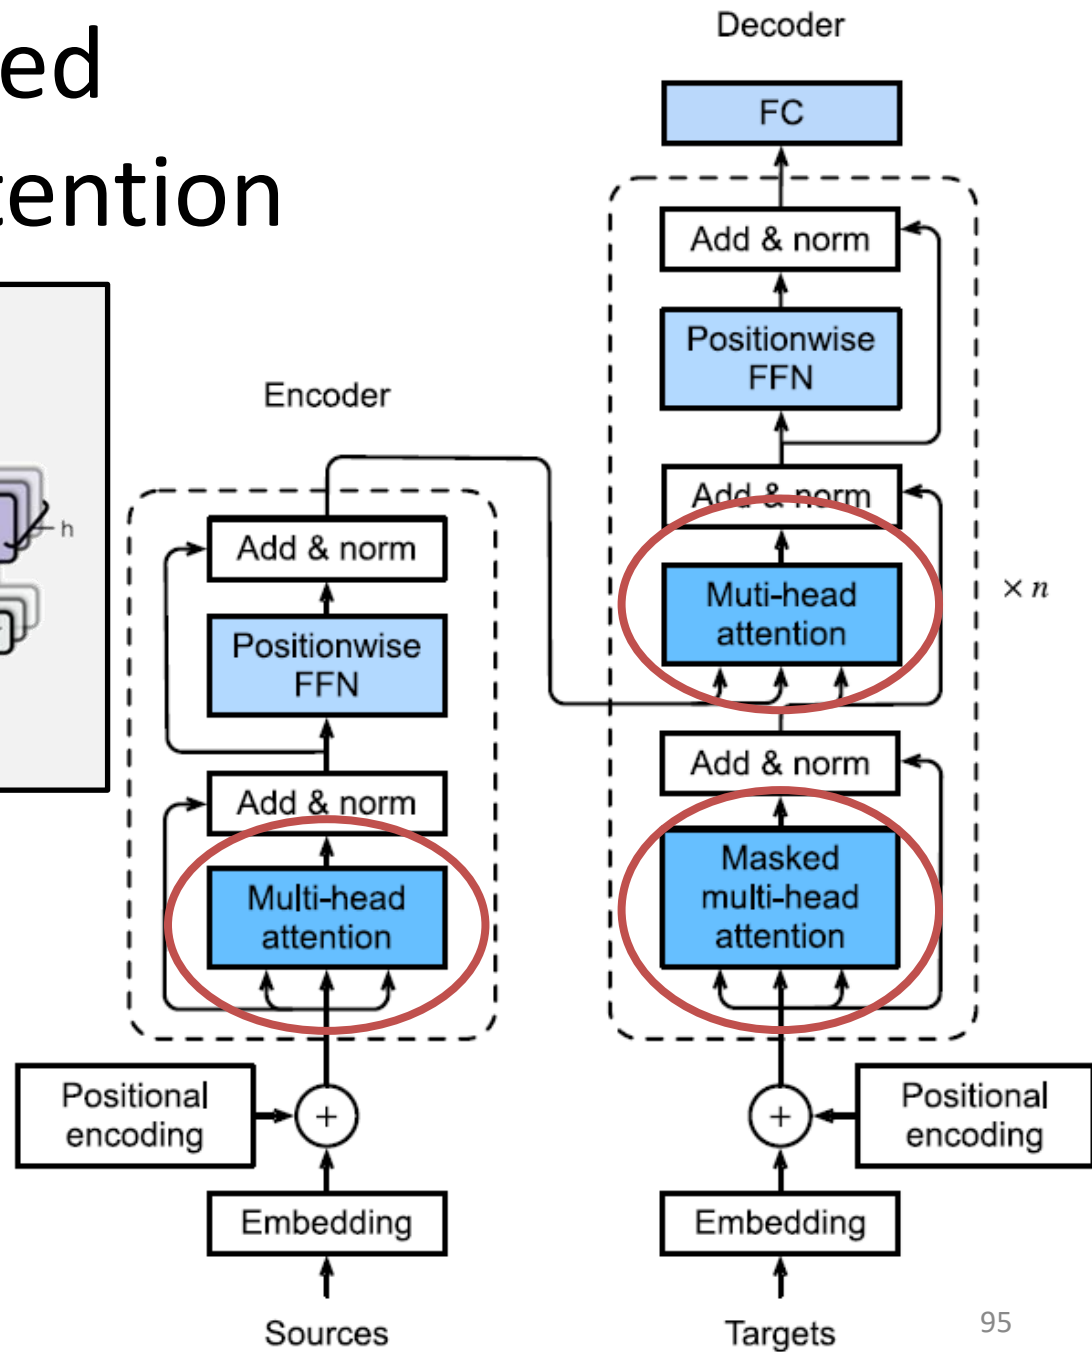 ed
tention
h
Decoder
FC
Add & norm
Positionwise
FFN
Add & norm
Muti-head
attention
× n
Add & norm
Masked
multi-head
attention
Positional
encoding
+
Embedding
Targets
Encoder
Add & norm
Positionwise
FFN
Add & norm
Multi-head
attention
Positional
encoding
+
Embedding
Sources
95